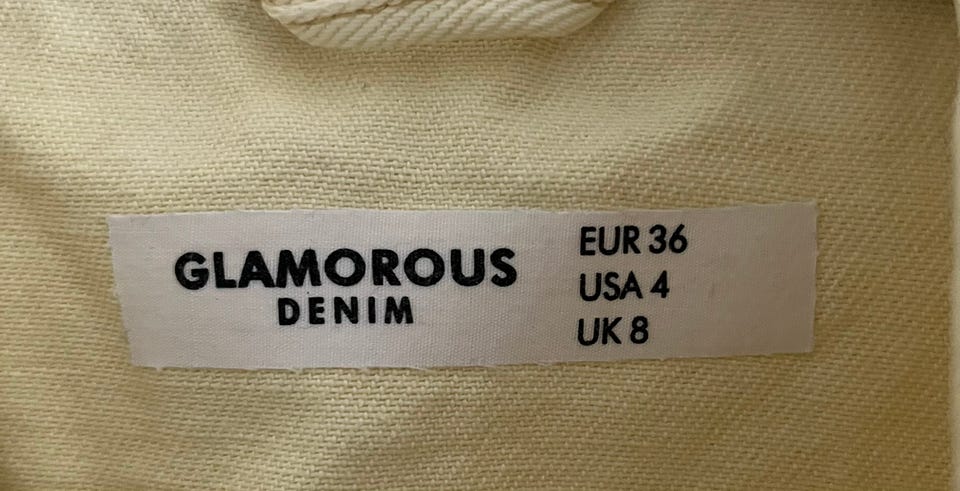 GLAMOROUS
DENIM
EUR 36
USA 4
UK 8